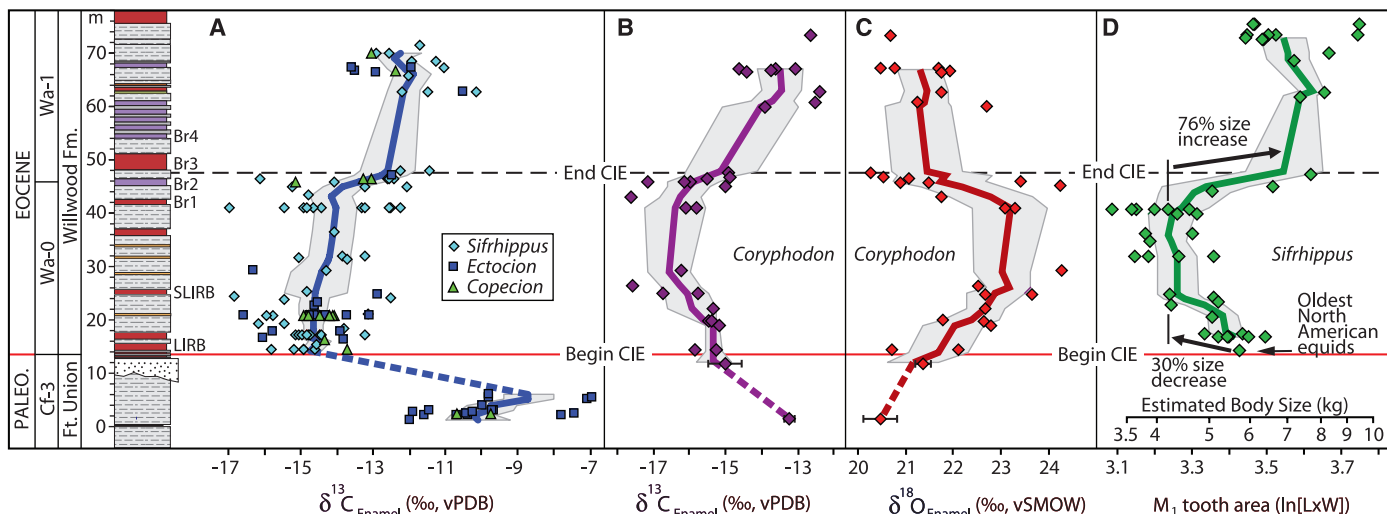 m
A
B
C
D
EOCENE
PALEO.
Wa-1
Wa-0
Cf-3
Willwood Fm.
Ft. Union
70
60
50
40
30
20
10
0
Br4
Br3
Br2
Br1
SLIRB
LIRB
Sifrhippus
Ectocion
Copecion
End CIE
Begin CIE
Coryphodon
Coryphodon
End CIE
Begin CIE
76% size
increase
Sifrhippus
Oldest
North
American
equids
30% size
decrease
Estimated Body Size (kg)
3.5 4 5 6 7 8 9 10
-17 -15 -13 -11 -9 -7
-17 -15 -13
20 21 22 23 24
3.1 3.3 3.5 3.7
δ13CEnamel (‰, vPDB)
δ13CEnamel (‰, vPDB)
δ18OEnamel (‰, vSMOW)
M1 tooth area (ln[LxW])